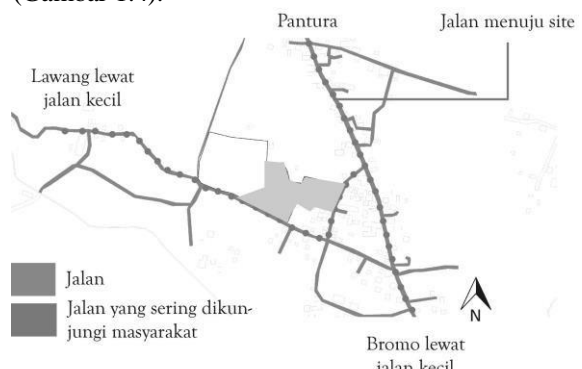 (Gambar 1.4).
Pantura
Jalan menuju site
Lawang lewat
jalan kecil
Jalan
Jalan yang sering dikun-
jungi masyarakat
N
Bromo lewat
jalan kecil